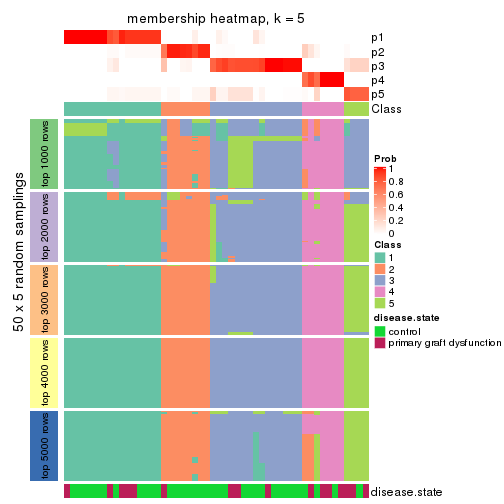 membership heatmap, k = 5
p1
p2
p3
p4
p5
Class
50 x 5 random samplings
top 1000 rows
top 2000 rows
top 3000 rows
top 4000 rows
top 5000 rows
disease.state
Prob
1
0.8
0.6
0.4
0.2
0
Class
1
2
3
4
5
disease.state
control
primary graft dysfunction